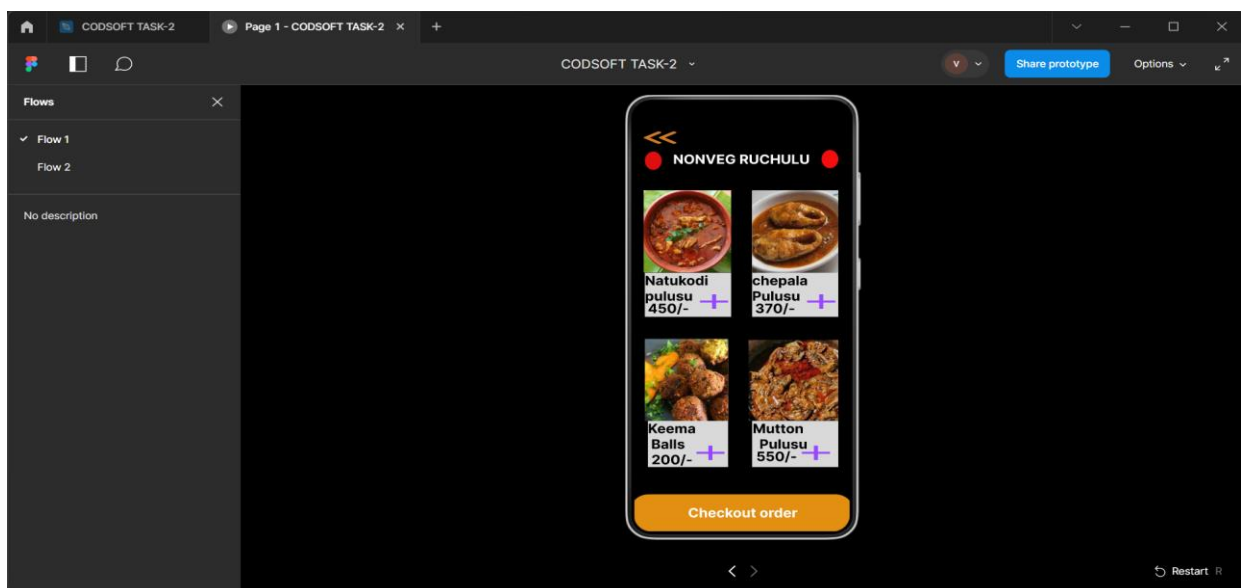 CODSOFT TASK-2
Page 1 - CODSOFT TASK-2
CODSOFT TASK-2
V
Share prototype
Options
Flows
Flow 1
Flow 2
No description
<<
NONVEG RUCHULU
Natukodi
pulusu
450/-
chepala
Pulusu
370/-
Keema
Balls
200/-
Mutton
Pulusu
550/-
Checkout order
Restart R